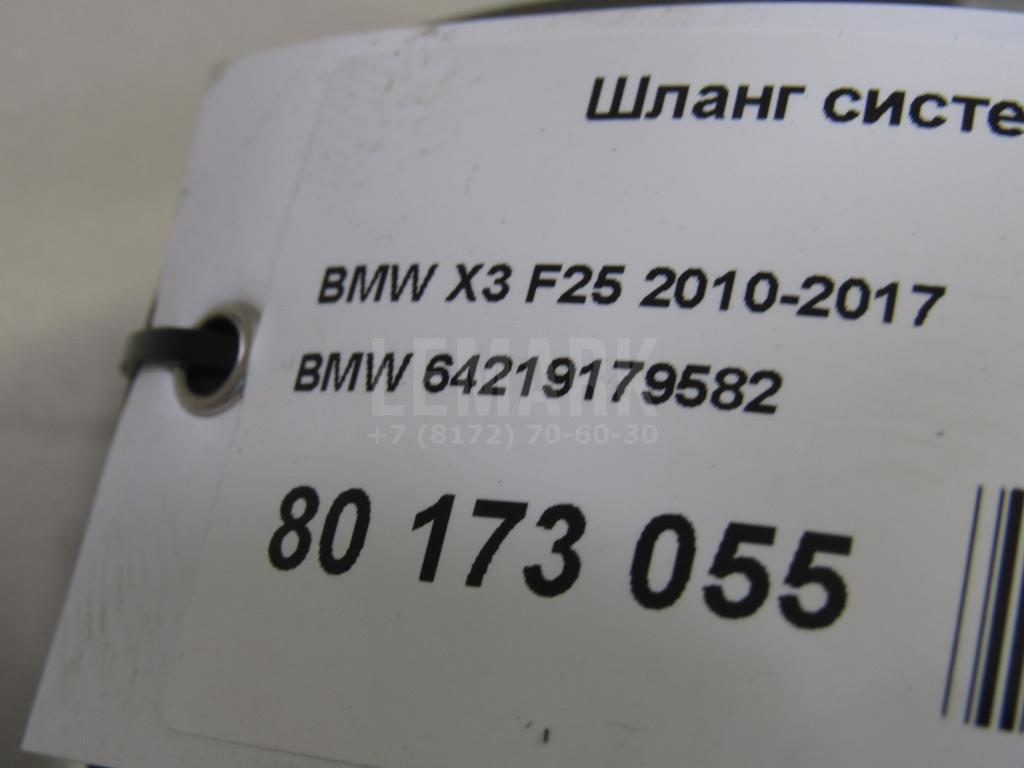 Шланг систе
BMW X3 F25 2010-2017
BMW 64219179582
LEMARK
+7 (8172) 70-60-30
80 173 055